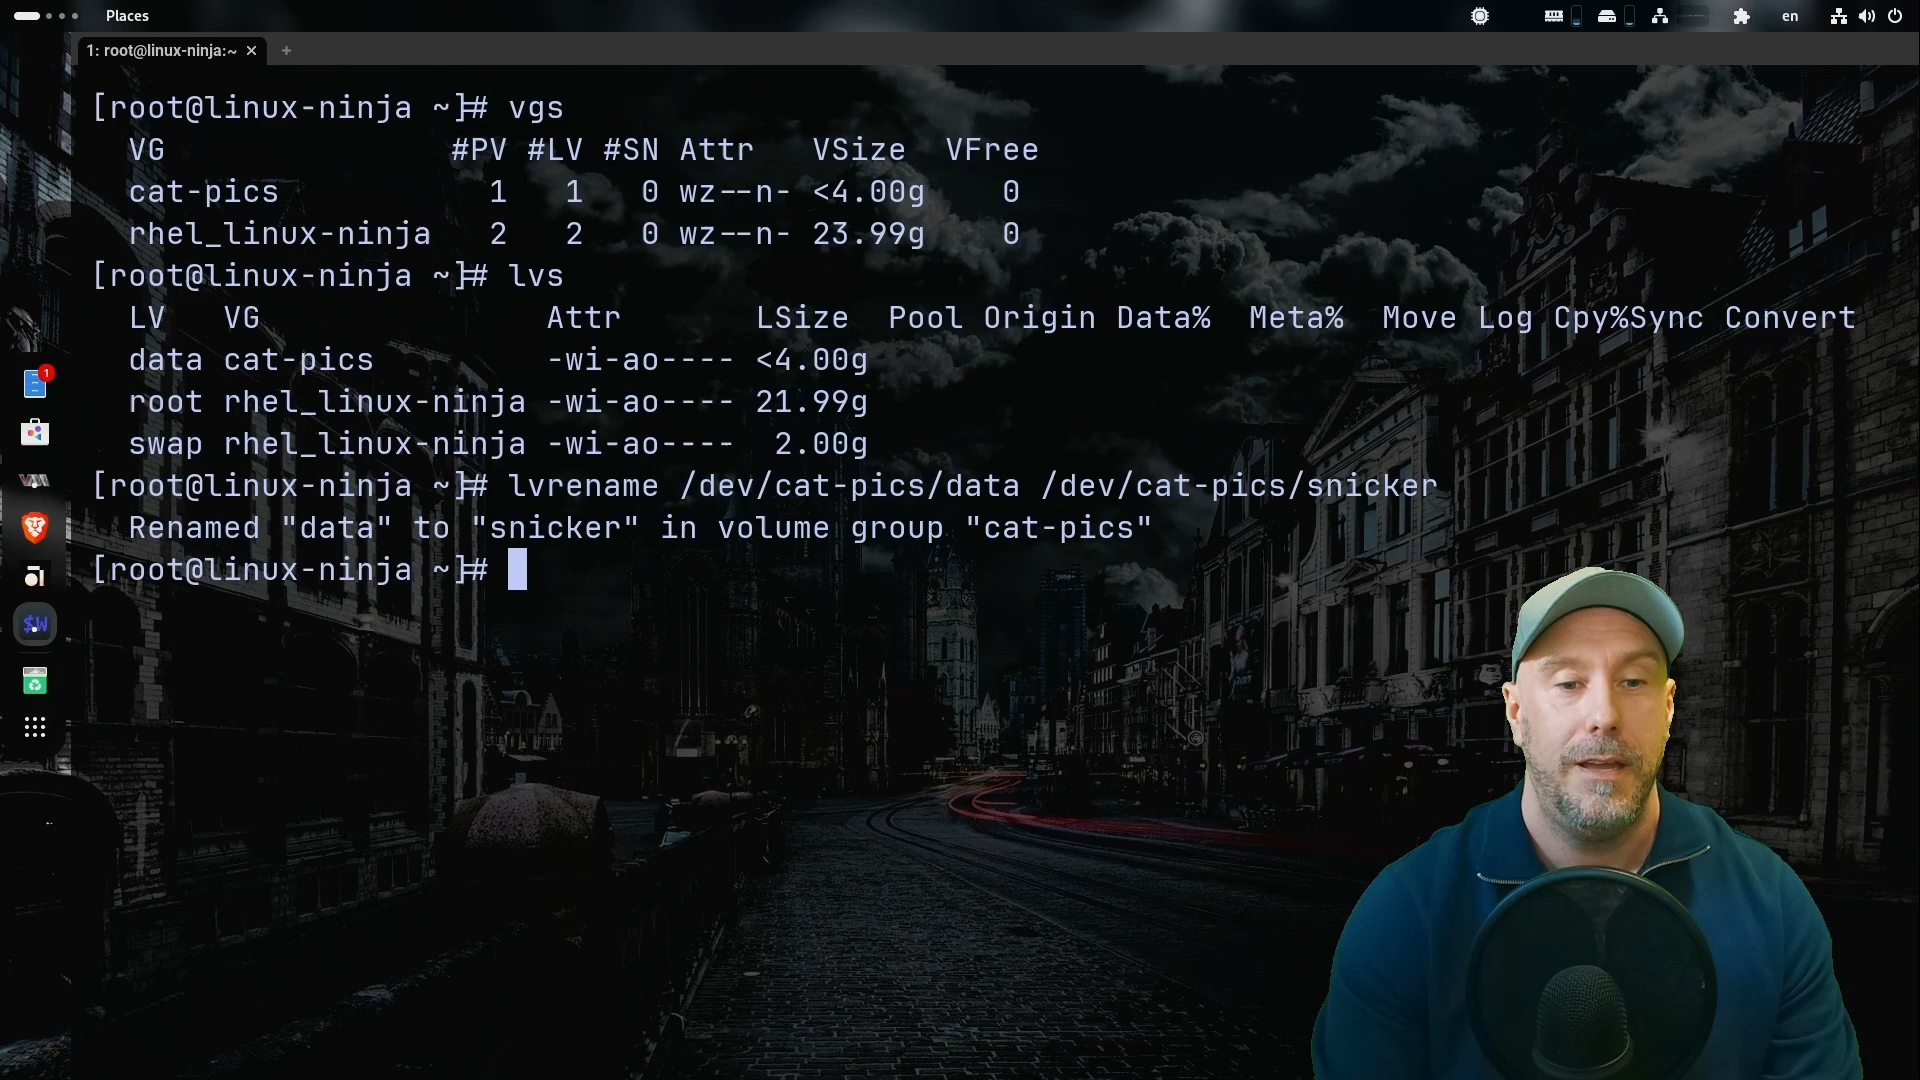 Places
en
1: root@linux-ninja:~ × +
[root@linux-ninja ~]# vgs
VG #PV #LV #SN Attr VSize VFree
cat-pics 1 1 0 wz--n- <4.00g 0
rhel_linux-ninja 2 2 0 wz--n- 23.99g 0
[root@linux-ninja ~]# lvs
LV VG Attr LSize Pool Origin Data% Meta% Move Log Cpy%Sync Convert
data cat-pics -wi-ao---- <4.00g
root rhel_linux-ninja -wi-ao---- 21.99g
swap rhel_linux-ninja -wi-ao---- 2.00g
[root@linux-ninja ~]# lvrename /dev/cat-pics/data /dev/cat-pics/snicker
Renamed "data" to "snicker" in volume group "cat-pics"
[root@linux-ninja ~]#
1
$W